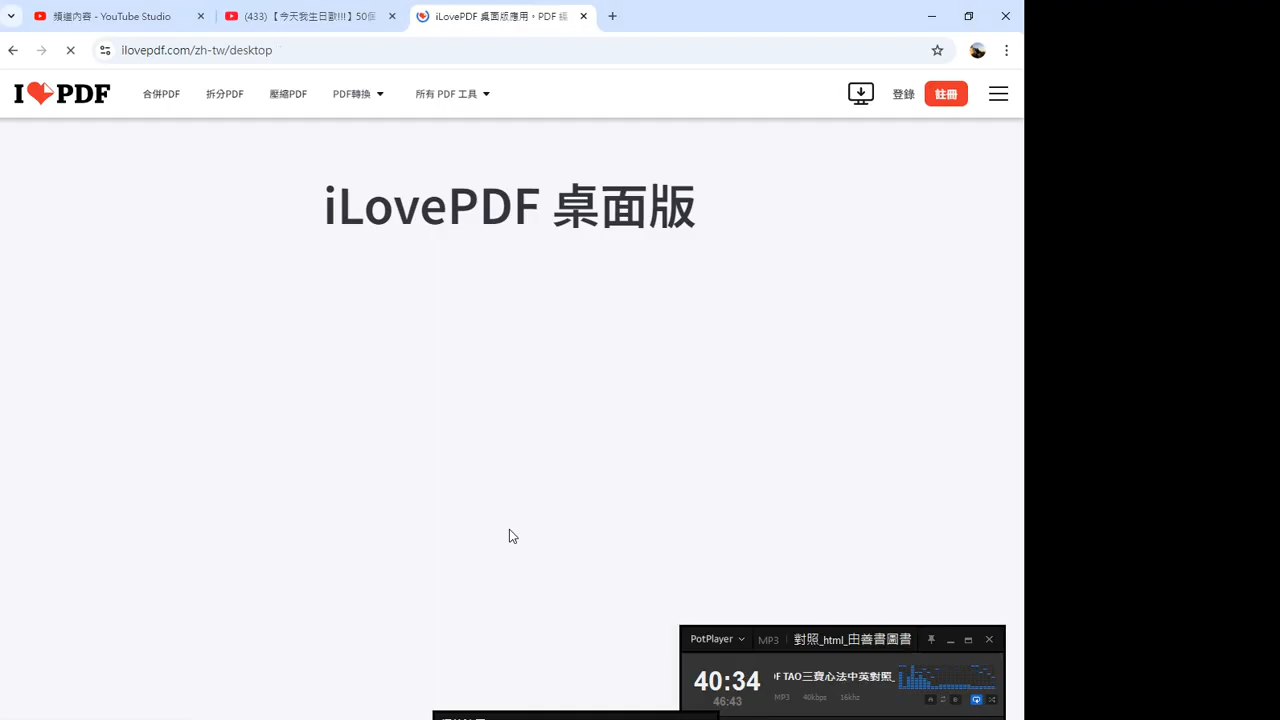 頻道內容 - YouTube Studio
(433)【今天我生日歐!!!】50個
iLovePDF 桌面版應用，PDF 編
ilovepdf.com/zh-tw/desktop
I PDF
合併PDF
拆分PDF
壓縮PDF
PDF轉換
所有 PDF 工具
登錄
註冊
iLovePDF 桌面版
PotPlayer
MP3
對照_html_由善書圖書
40:34
46:43
OF TAO三寶心法中英對照_
MP3 40kbps 16khz